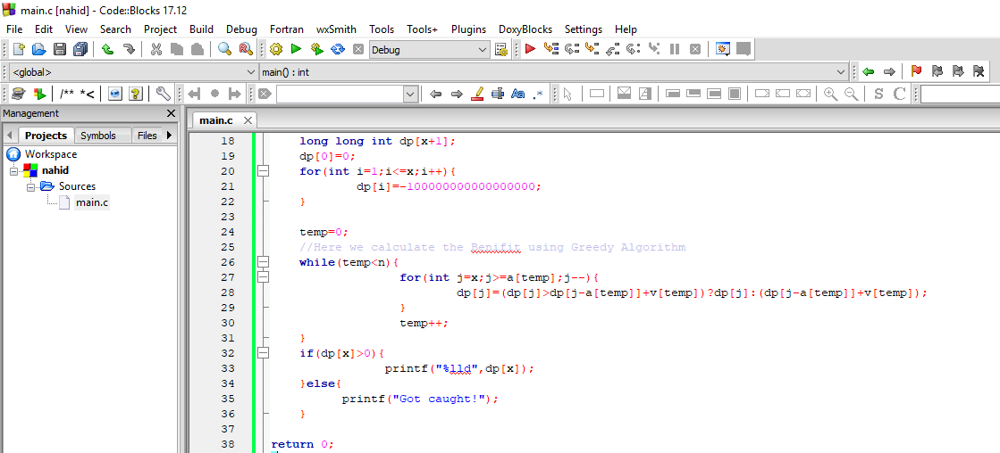 main.c [nahid] - Code::Blocks 17.12
File Edit View Search Project Build Debug Fortran wxSmith Tools Tools+ Plugins DoxyBlocks Settings Help
Debug
<global> main() : int
/** *< Aa .* S C
Management
main.c
Projects Symbols Files
Workspace
nahid
Sources
main.c
18 long long int dp[x+1];
19 dp[0]=0;
20 for(int i=1;i<=x;i++){
21 dp[i]=-100000000000000000;
22 }
23
24 temp=0;
25 //Here we calculate the Benifit using Greedy Algorithm
26 while(temp<n){
27 for(int j=x;j>=a[temp];j--){
28 dp[j]=(dp[j]>dp[j-a[temp]]+v[temp])?dp[j]:(dp[j-a[temp]]+v[temp]);
29 }
30 temp++;
31 }
32 if(dp[x]>0){
33 printf("%lld",dp[x]);
34 }else{
35 printf("Got caught!");
36 }
37
38 return 0;